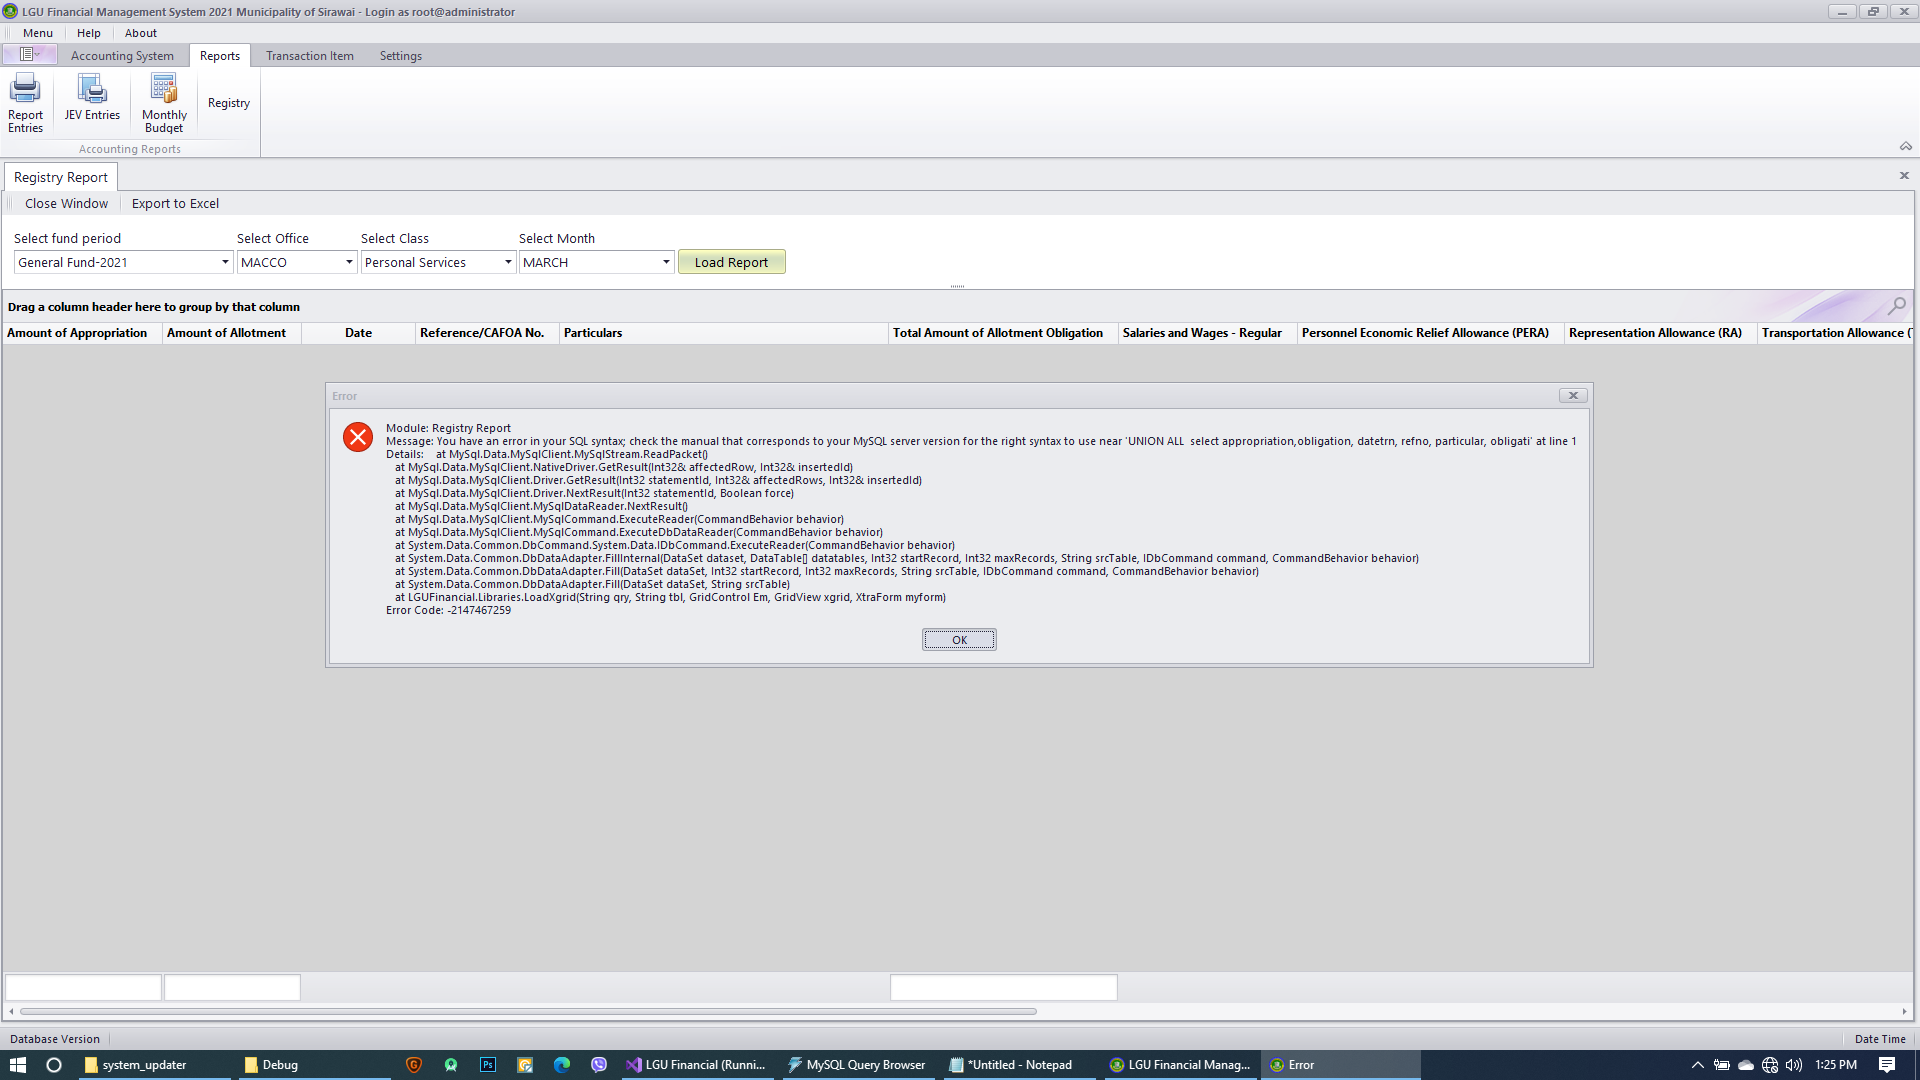 LGU Financial Management System 2021 Municipality of Sirawai - Login as root@administrator
Menu Help About
Accounting System Reports Transaction Item Settings
Report Entries
JEV Entries
Monthly Budget
Registry
Accounting Reports
Registry Report
Close Window Export to Excel
Select fund period Select Office Select Class Select Month
General Fund-2021 MACCO Personal Services MARCH Load Report
Drag a column header here to group by that column
Amount of Appropriation Amount of Allotment Date Reference/CAFOA No. Particulars Total Amount of Allotment Obligation Salaries and Wages - Regular Personnel Economic Relief Allowance (PERA) Representation Allowance (RA) Transportation Allowance (T
Error
Module: Registry Report
Message: You have an error in your SQL syntax; check the manual that corresponds to your MySQL server version for the right syntax to use near 'UNION ALL  select appropriation,obligation, datetrn, refno, particular, obligati' at line 1
Details:    at MySql.Data.MySqlClient.MySqlStream.ReadPacket()
at MySql.Data.MySqlClient.NativeDriver.GetResult(Int32& affectedRow, Int32& insertedId)
at MySql.Data.MySqlClient.Driver.GetResult(Int32 statementId, Int32& affectedRows, Int32& insertedId)
at MySql.Data.MySqlClient.Driver.NextResult(Int32 statementId, Boolean force)
at MySql.Data.MySqlClient.MySqlDataReader.NextResult()
at MySql.Data.MySqlClient.MySqlCommand.ExecuteReader(CommandBehavior behavior)
at MySql.Data.MySqlClient.MySqlCommand.ExecuteDbDataReader(CommandBehavior behavior)
at System.Data.Common.DbCommand.System.Data.IDbCommand.ExecuteReader(CommandBehavior behavior)
at System.Data.Common.DbDataAdapter.FillInternal(DataSet dataset, DataTable[] datatables, Int32 startRecord, Int32 maxRecords, String srcTable, IDbCommand command, CommandBehavior behavior)
at System.Data.Common.DbDataAdapter.Fill(DataSet dataSet, Int32 startRecord, Int32 maxRecords, String srcTable, IDbCommand command, CommandBehavior behavior)
at System.Data.Common.DbDataAdapter.Fill(DataSet dataSet, String srcTable)
at LGUFinancial.Libraries.LoadXgrid(String qry, String tbl, GridControl Em, GridView xgrid, XtraForm myform)
Error Code: -2147467259
OK
Database Version Date Time
system_updater Debug Ps LGU Financial (Runni... MySQL Query Browser *Untitled - Notepad LGU Financial Manag... Error 1:25 PM